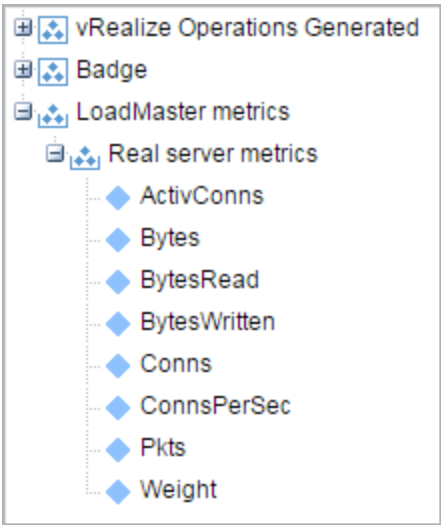 vRealize Operations Generated
Badge
LoadMaster metrics
Real server metrics
ActivConns
Bytes
BytesRead
BytesWritten
Conns
ConnsPerSec
Pkts
Weight